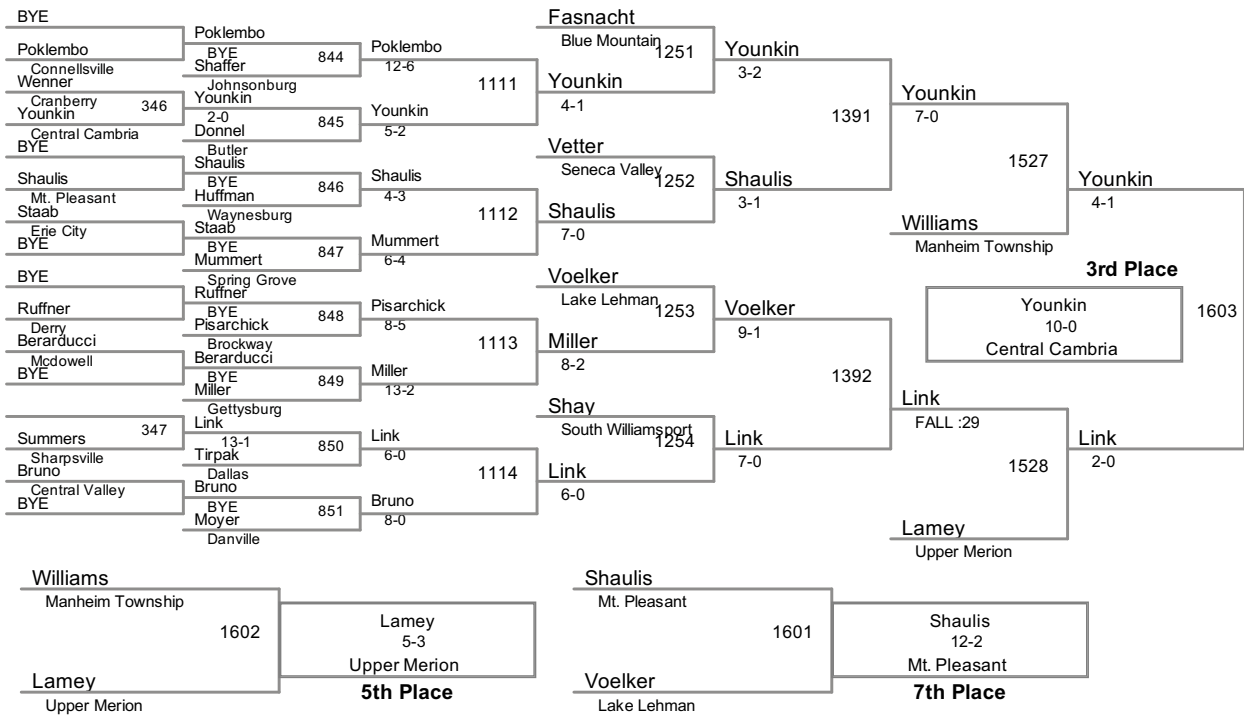 BYE
Poklembo
Connellsville
Wenner
Cranberry
346
Younkin
Central Cambria
BYE
Shaulis
Mt. Pleasant
Staab
Erie City
BYE
BYE
Ruffner
Derry
Berarducci
Mcdowell
BYE
347
Summers
Sharpsville
Bruno
Central Valley
BYE
Poklembo
BYE
844
Shaffer
Johnsonburg
Younkin
2-0
845
Donnel
Butler
Shaulis
BYE
846
Huffman
Waynesburg
Staab
BYE
847
Mummert
Spring Grove
Ruffner
BYE
848
Pisarchick
Brockway
Berarducci
BYE
849
Miller
Gettysburg
Link
13-1
850
Tirpak
Dallas
Bruno
BYE
851
Moyer
Danville
Poklembo
12-6
1111
Younkin
5-2
Shaulis
4-3
1112
Mummert
6-4
Pisarchick
8-5
1113
Miller
13-2
Link
6-0
1114
Bruno
8-0
Fasnacht
Blue Mountain
1251
Younkin
4-1
Vetter
Seneca Valley
1252
Shaulis
7-0
Voelker
Lake Lehman
1253
Miller
8-2
Shay
South Williamsport
1254
Link
6-0
Younkin
3-2
1391
Shaulis
3-1
Voelker
9-1
1392
Link
7-0
Younkin
7-0
1527
Williams
Manheim Township
Link
FALL :29
1528
Lamey
Upper Merion
Younkin
4-1
3rd Place
Younkin
10-0
Central Cambria
1603
Link
2-0
Williams
Manheim Township
1602
Lamey
Upper Merion
Lamey
5-3
Upper Merion
5th Place
Shaulis
Mt. Pleasant
1601
Voelker
Lake Lehman
Shaulis
12-2
Mt. Pleasant
7th Place